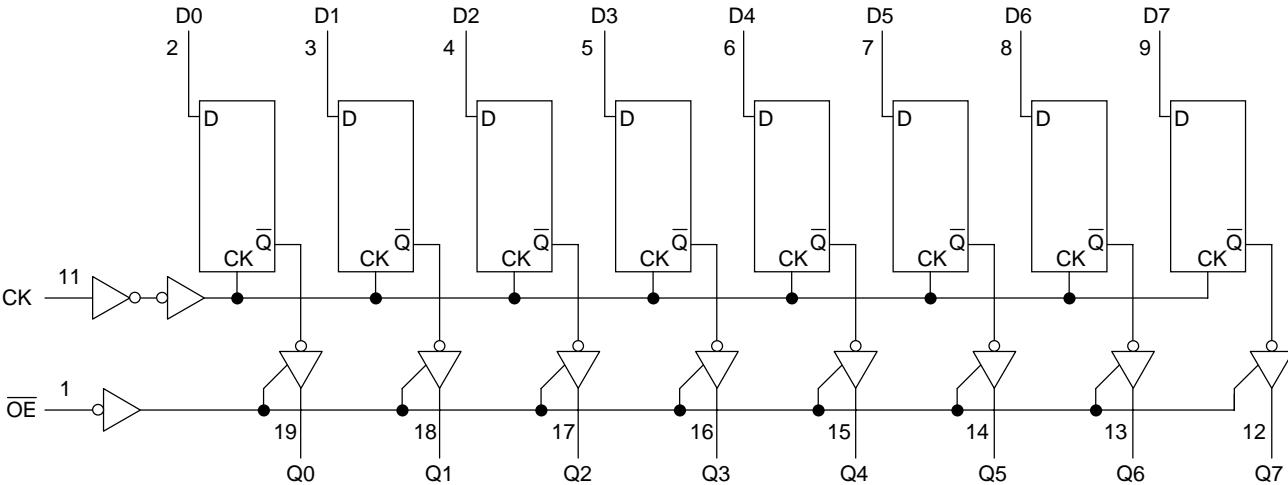 D0 D1 D2 D3 D4 D5 D6 D7
2 3 4 5 6 7 8 9
D D D D D D D D
Q̅ Q̅ Q̅ Q̅ Q̅ Q̅ Q̅ Q̅
CK CK CK CK CK CK CK CK
11
CK
1
O̅E̅
19 18 17 16 15 14 13 12
Q0 Q1 Q2 Q3 Q4 Q5 Q6 Q7